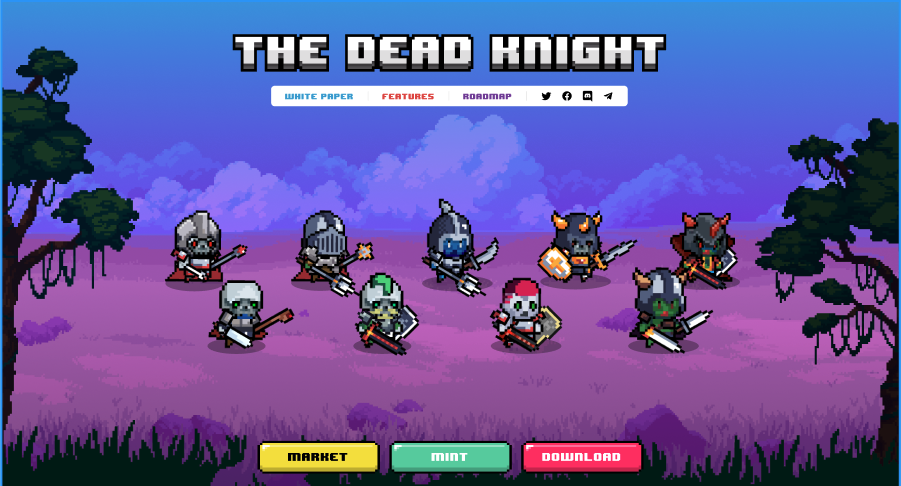 THE DEAD KNIGHT
WHITE PAPER FEATURES ROADMAP
MARKET MINT DOWNLOAD